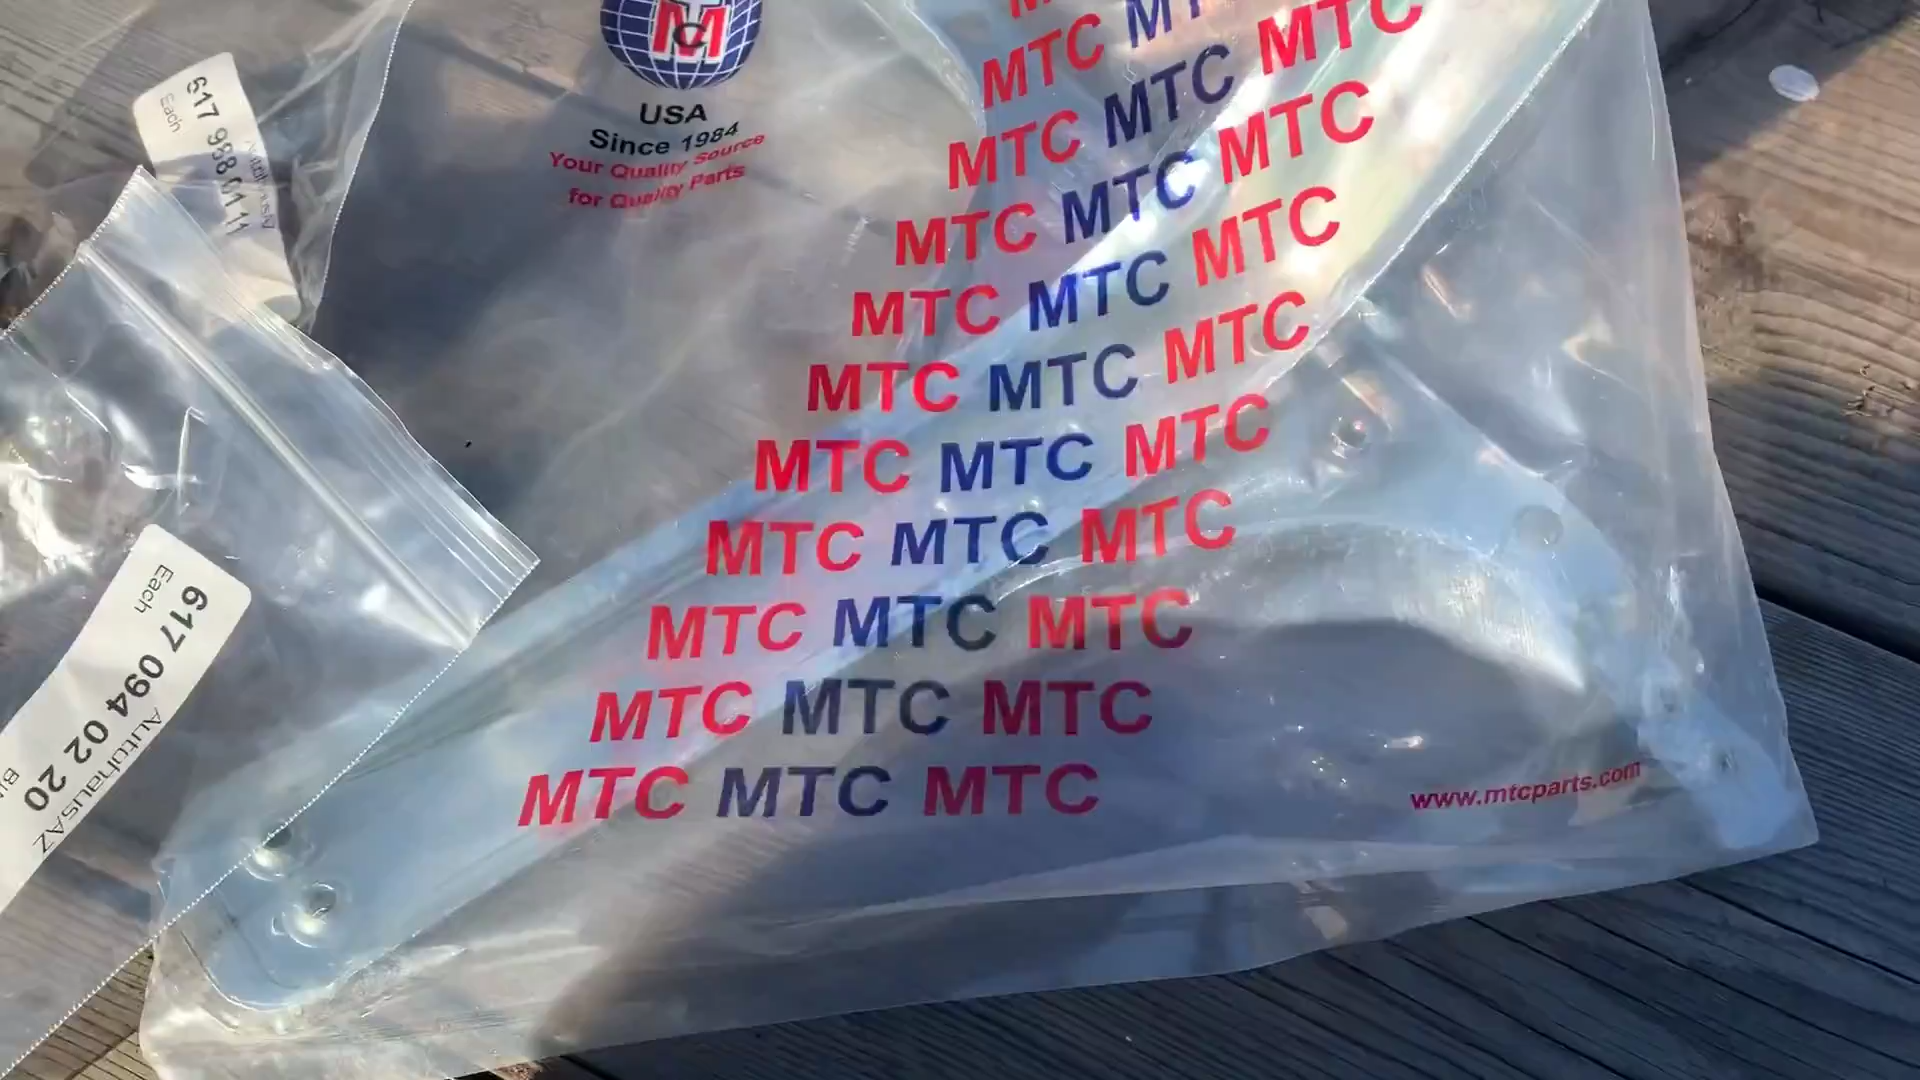 MTC
USA
Since 1984
Your Quality Source
for Quality Parts
MTC
MTC MTC
MTC MTC MTC
MTC MTC MTC
MTC MTC MTC
MTC MTC MTC
MTC MTC MTC
MTC MTC MTC
MTC MTC MTC
MTC MTC MTC
MTC MTC MTC
www.mtcparts.com
617 988 01 11
Each
617 094 02 20
Each
AutohausAZ